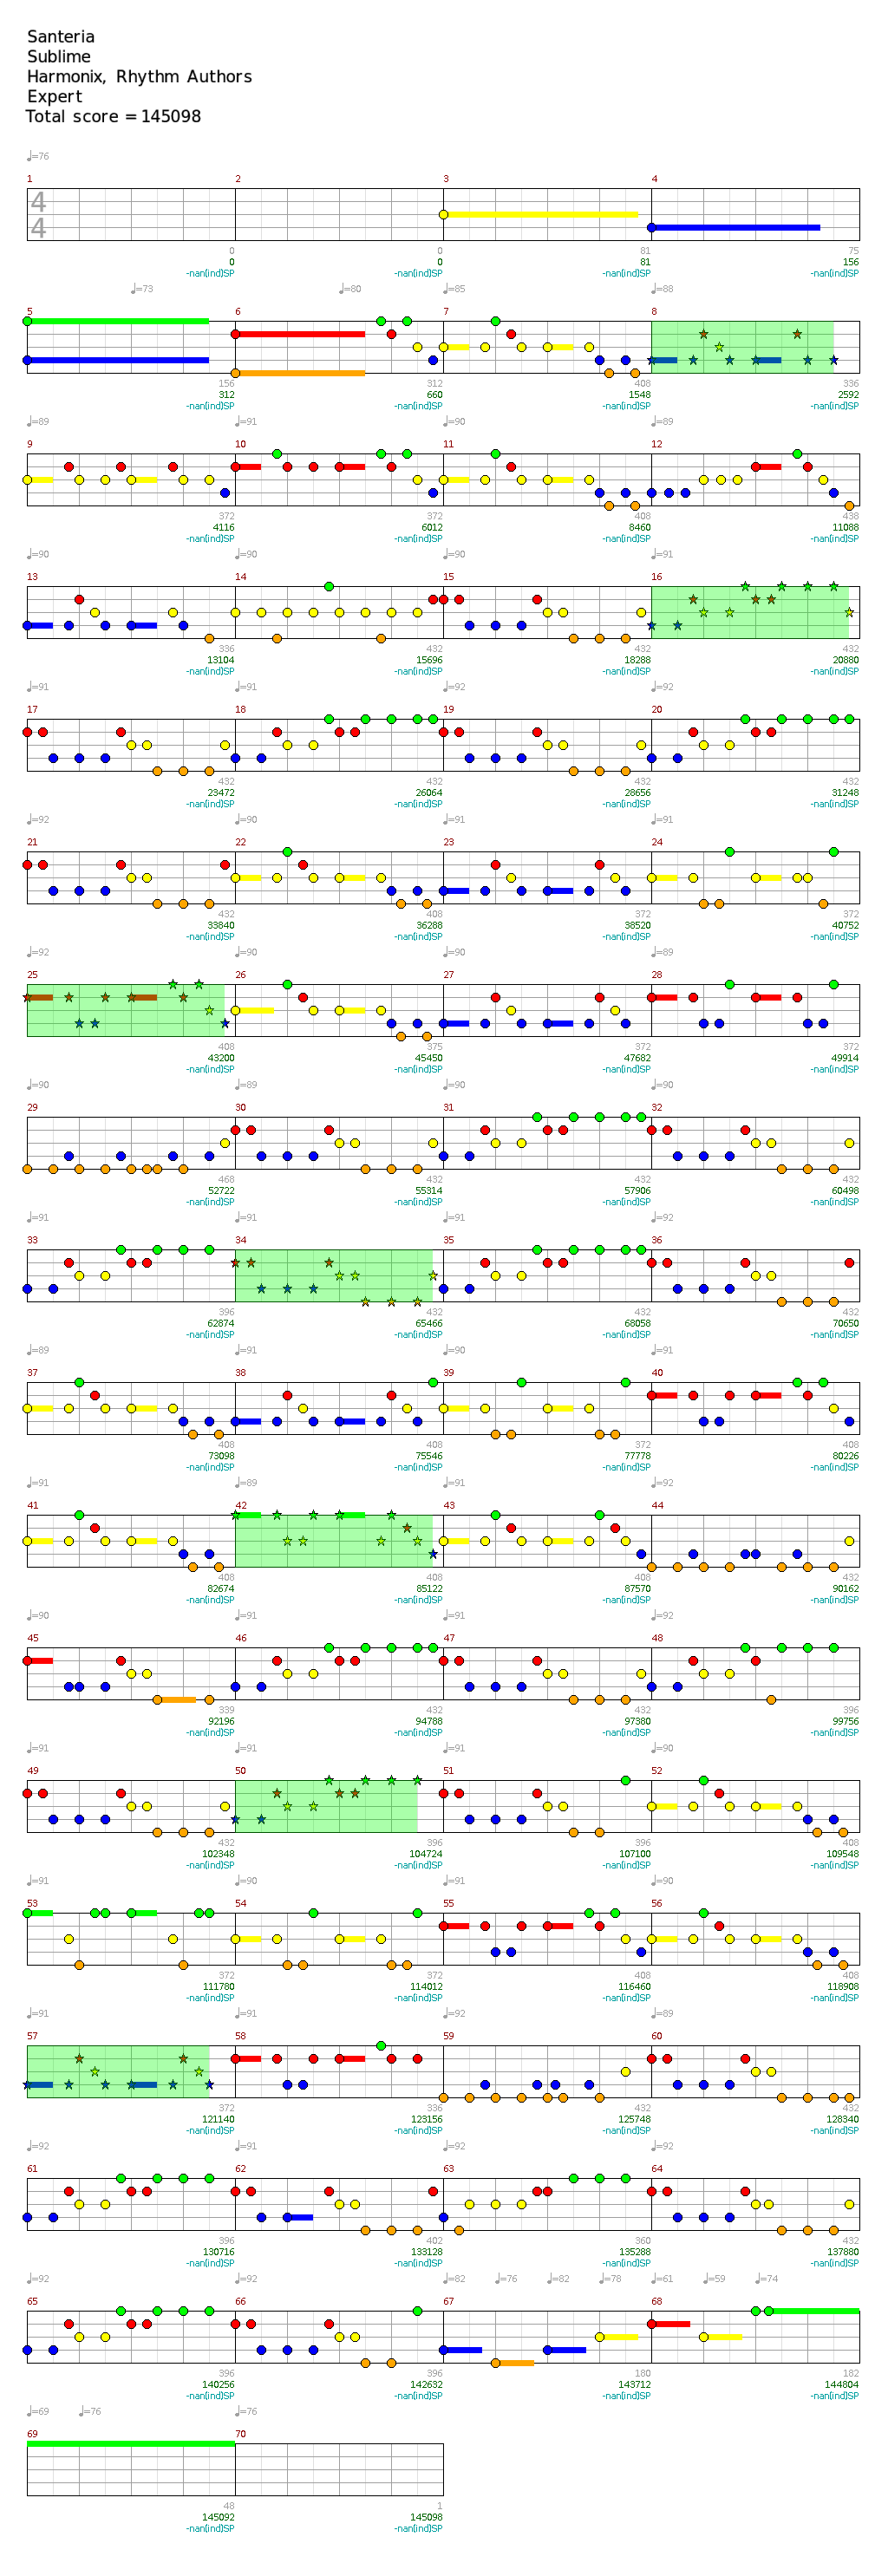 Santeria
Sublime
Harmonix, Rhythm Authors
Expert
Total score = 145098
♩=76
1 2 3 4
4
4
0 0 81 75
0 0 81 156
-nan(ind)SP -nan(ind)SP -nan(ind)SP -nan(ind)SP
♩=73 ♩=80 ♩=85 ♩=88
5 6 7 8
156 312 408 336
312 660 1548 2592
-nan(ind)SP -nan(ind)SP -nan(ind)SP -nan(ind)SP
♩=89 ♩=91 ♩=90 ♩=89
9 10 11 12
372 372 408 438
4116 6012 8460 11088
-nan(ind)SP -nan(ind)SP -nan(ind)SP -nan(ind)SP
♩=90 ♩=90 ♩=90 ♩=91
13 14 15 16
336 432 432 432
13104 15696 18288 20880
-nan(ind)SP -nan(ind)SP -nan(ind)SP -nan(ind)SP
♩=91 ♩=91 ♩=92 ♩=92
17 18 19 20
432 432 432 432
23472 26064 28656 31248
-nan(ind)SP -nan(ind)SP -nan(ind)SP -nan(ind)SP
♩=92 ♩=90 ♩=91 ♩=91
21 22 23 24
432 408 372 372
33840 36288 38520 40752
-nan(ind)SP -nan(ind)SP -nan(ind)SP -nan(ind)SP
♩=92 ♩=90 ♩=90 ♩=89
25 26 27 28
408 375 372 372
43200 45450 47682 49914
-nan(ind)SP -nan(ind)SP -nan(ind)SP -nan(ind)SP
♩=90 ♩=89 ♩=90 ♩=90
29 30 31 32
468 432 432 432
52722 55314 57906 60498
-nan(ind)SP -nan(ind)SP -nan(ind)SP -nan(ind)SP
♩=91 ♩=91 ♩=91 ♩=92
33 34 35 36
396 432 432 432
62874 65466 68058 70650
-nan(ind)SP -nan(ind)SP -nan(ind)SP -nan(ind)SP
♩=89 ♩=91 ♩=90 ♩=91
37 38 39 40
408 408 372 408
73098 75546 77778 80226
-nan(ind)SP -nan(ind)SP -nan(ind)SP -nan(ind)SP
♩=91 ♩=89 ♩=91 ♩=92
41 42 43 44
408 408 408 432
82674 85122 87570 90162
-nan(ind)SP -nan(ind)SP -nan(ind)SP -nan(ind)SP
♩=90 ♩=91 ♩=91 ♩=92
45 46 47 48
339 432 432 396
92196 94788 97380 99756
-nan(ind)SP -nan(ind)SP -nan(ind)SP -nan(ind)SP
♩=91 ♩=91 ♩=91 ♩=90
49 50 51 52
432 396 396 408
102348 104724 107100 109548
-nan(ind)SP -nan(ind)SP -nan(ind)SP -nan(ind)SP
♩=91 ♩=90 ♩=91 ♩=90
53 54 55 56
372 372 408 408
111780 114012 116460 118908
-nan(ind)SP -nan(ind)SP -nan(ind)SP -nan(ind)SP
♩=91 ♩=91 ♩=92 ♩=89
57 58 59 60
372 336 432 432
121140 123156 125748 128340
-nan(ind)SP -nan(ind)SP -nan(ind)SP -nan(ind)SP
♩=92 ♩=91 ♩=92 ♩=92
61 62 63 64
396 402 360 432
130716 133128 135288 137880
-nan(ind)SP -nan(ind)SP -nan(ind)SP -nan(ind)SP
♩=92 ♩=92 ♩=82 ♩=76 ♩=82 ♩=78 ♩=61 ♩=59 ♩=74
65 66 67 68
396 396 180 182
140256 142632 143712 144804
-nan(ind)SP -nan(ind)SP -nan(ind)SP -nan(ind)SP
♩=69 ♩=76 ♩=76
69 70
48 1
145092 145098
-nan(ind)SP -nan(ind)SP